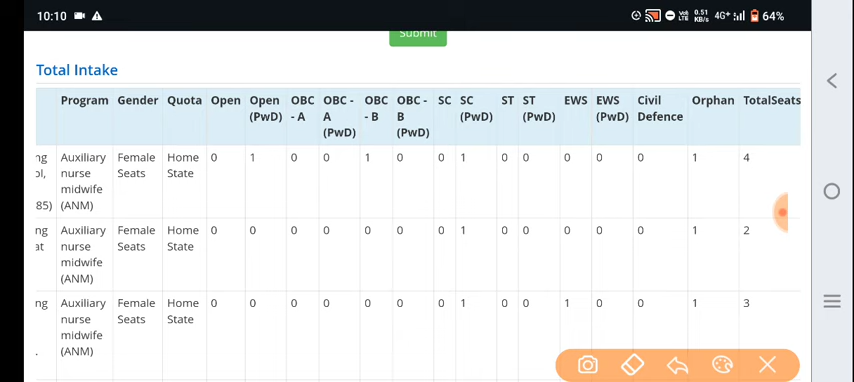 10:10 Vo) LTE 0.51 KB/s 4G+ 64%
Submit
Total Intake
Program Gender Quota Open Open (PwD) OBC - A OBC - A (PwD) OBC - B OBC - B (PwD) SC SC (PwD) ST ST (PwD) EWS EWS (PwD) Civil Defence Orphan TotalSeats
ng Auxiliary Female Home 0 1 0 0 1 0 0 1 0 0 0 0 0 1 4
ol, nurse Seats State
midwife
85) (ANM)
ng Auxiliary Female Home 0 0 0 0 0 0 0 1 0 0 0 0 0 1 2
at nurse Seats State
midwife
(ANM)
ng Auxiliary Female Home 0 0 0 0 0 0 0 1 0 0 1 0 0 1 3
nurse Seats State
midwife
. (ANM)